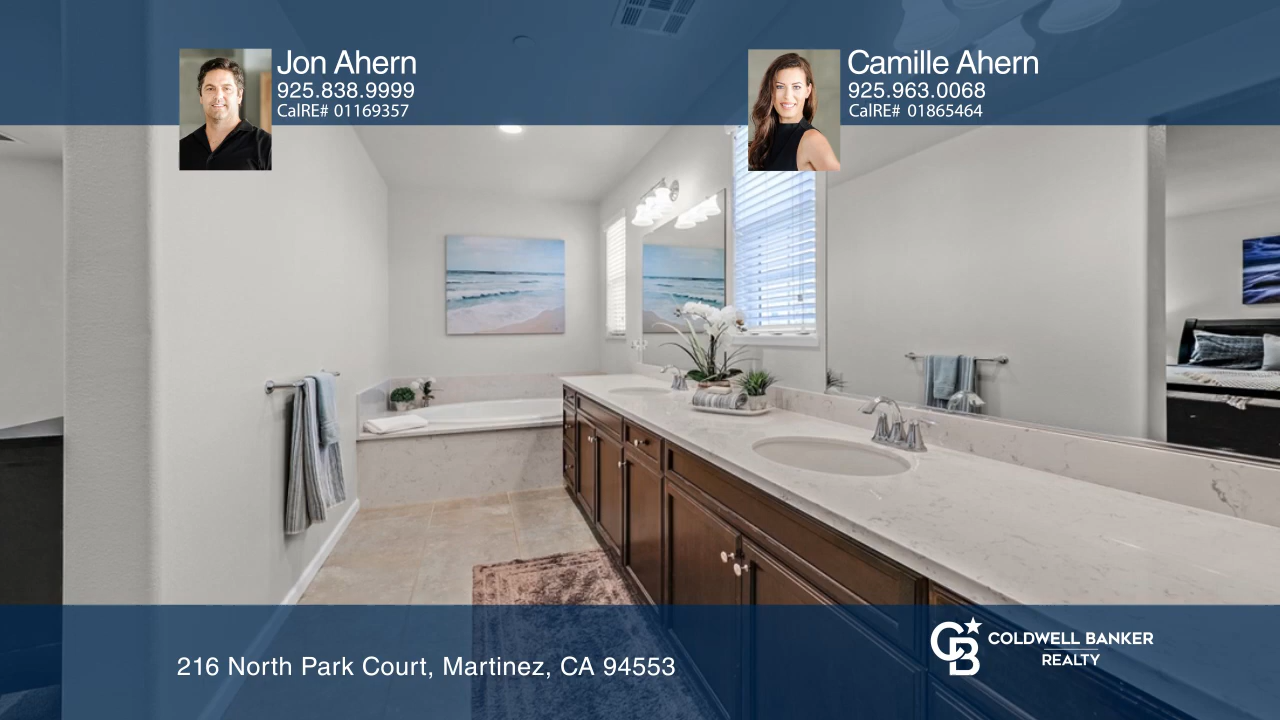 Jon Ahern
925.838.9999
CalRE# 01169357
Camille Ahern
925.963.0068
CalRE# 01865464
216 North Park Court, Martinez, CA 94553
CB
COLDWELL BANKER
REALTY